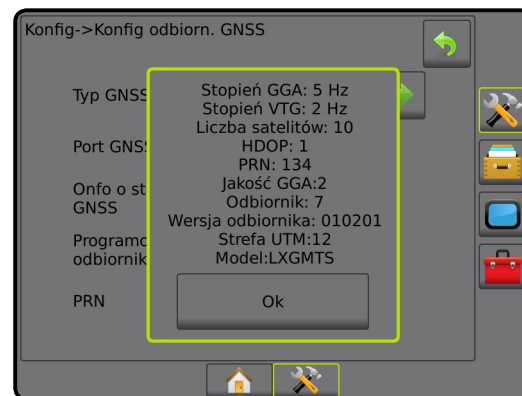 Konfig->Konfig odbiorn. GNSS
Typ GNSS
Stopień GGA: 5 Hz
Stopień VTG: 2 Hz
Liczba satelitów: 10
HDOP: 1
PRN: 134
Jakość GGA:2
Odbiornik: 7
Wersja odbiornika: 010201
Strefa UTM:12
Model:LXGMTS
Ok
Port GNSS
Onfo o st
GNSS
Programo
odbiornik
PRN